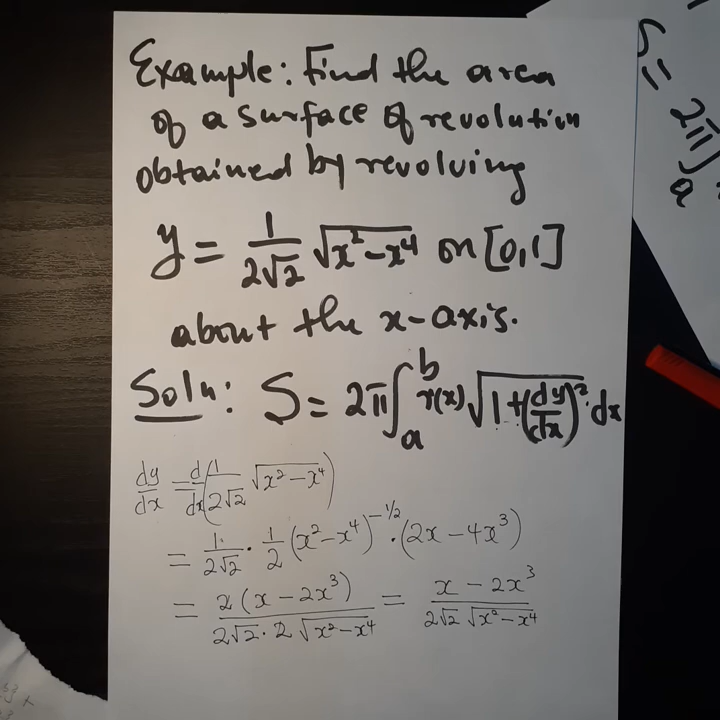 Example: Find the area
of a surface of revolution
obtained by revolving
y = 1/(2√2) √(x² - x⁴) on [0,1]
about the x-axis.
Soln: S = 2π ∫ₐᵇ r(x) √(1 + (dy/dx)²) dx
dy/dx = d/dx (1/(2√2) √(x² - x⁴))
= 1/(2√2) · 1/2 (x² - x⁴)^(-1/2) · (2x - 4x³)
= 2(x - 2x³)/(2√2 · 2 √(x² - x⁴)) = (x - 2x³)/(2√2 √(x² - x⁴))
S = 2π ∫ₐ